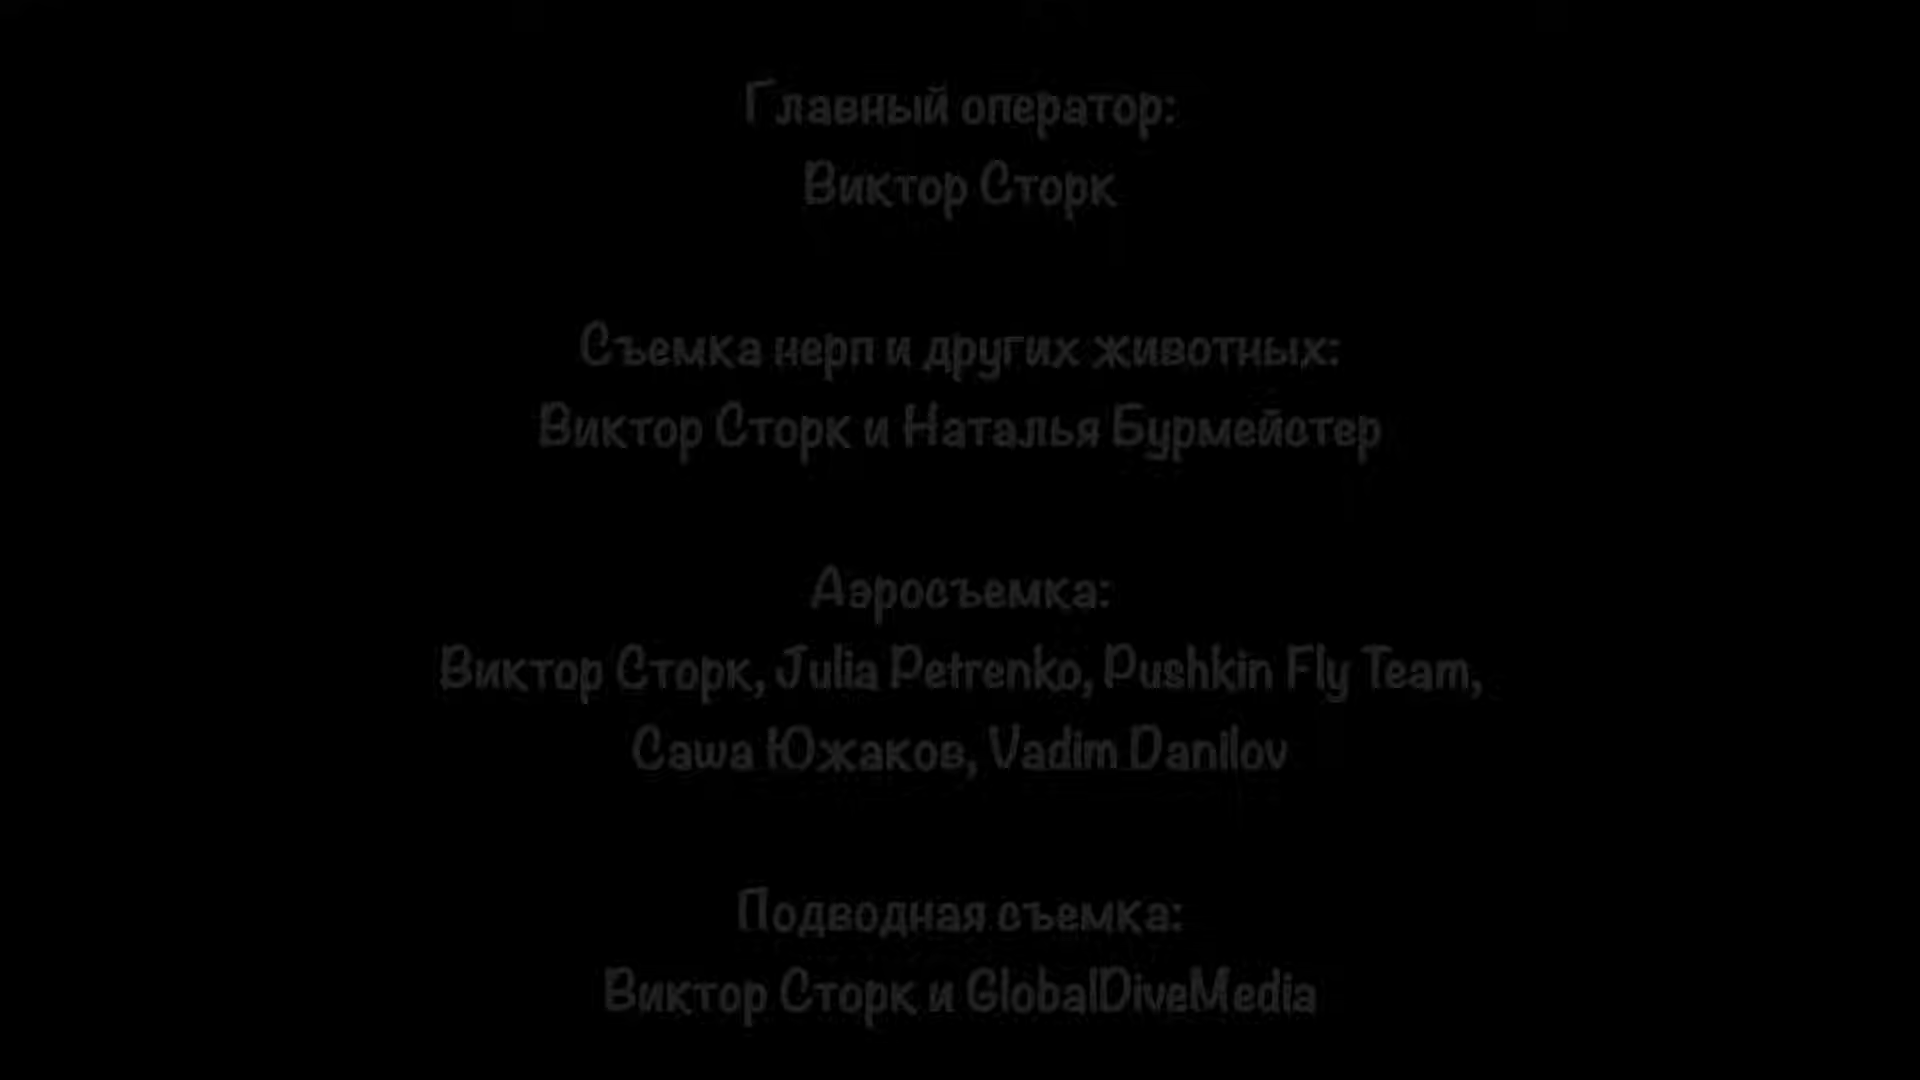 Главный оператор:
Виктор Сторк
Съемка нерп и других животных:
Виктор Сторк и Наталья Бурмейстер
Аэросъемка:
Виктор Сторк, Julia Petrenko, Pushkin Fly Team,
Саша Южаков, Vadim Danilov
Подводная съемка:
Виктор Сторк и GlobalDiveMedia